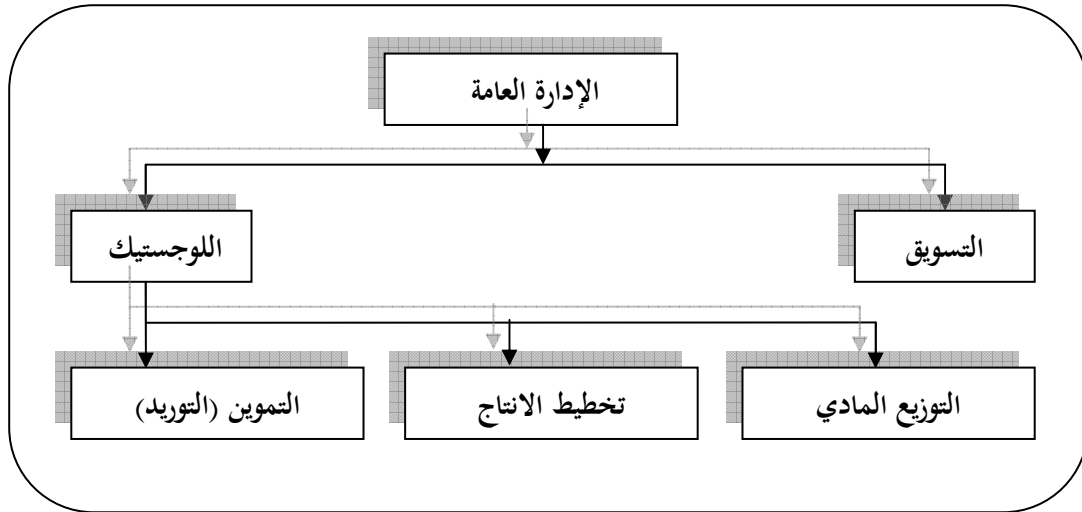 الإدارة العامة
التسويق
اللوجستيك
التوزيع المادي
تخطيط الانتاج
التموين (التوريد)